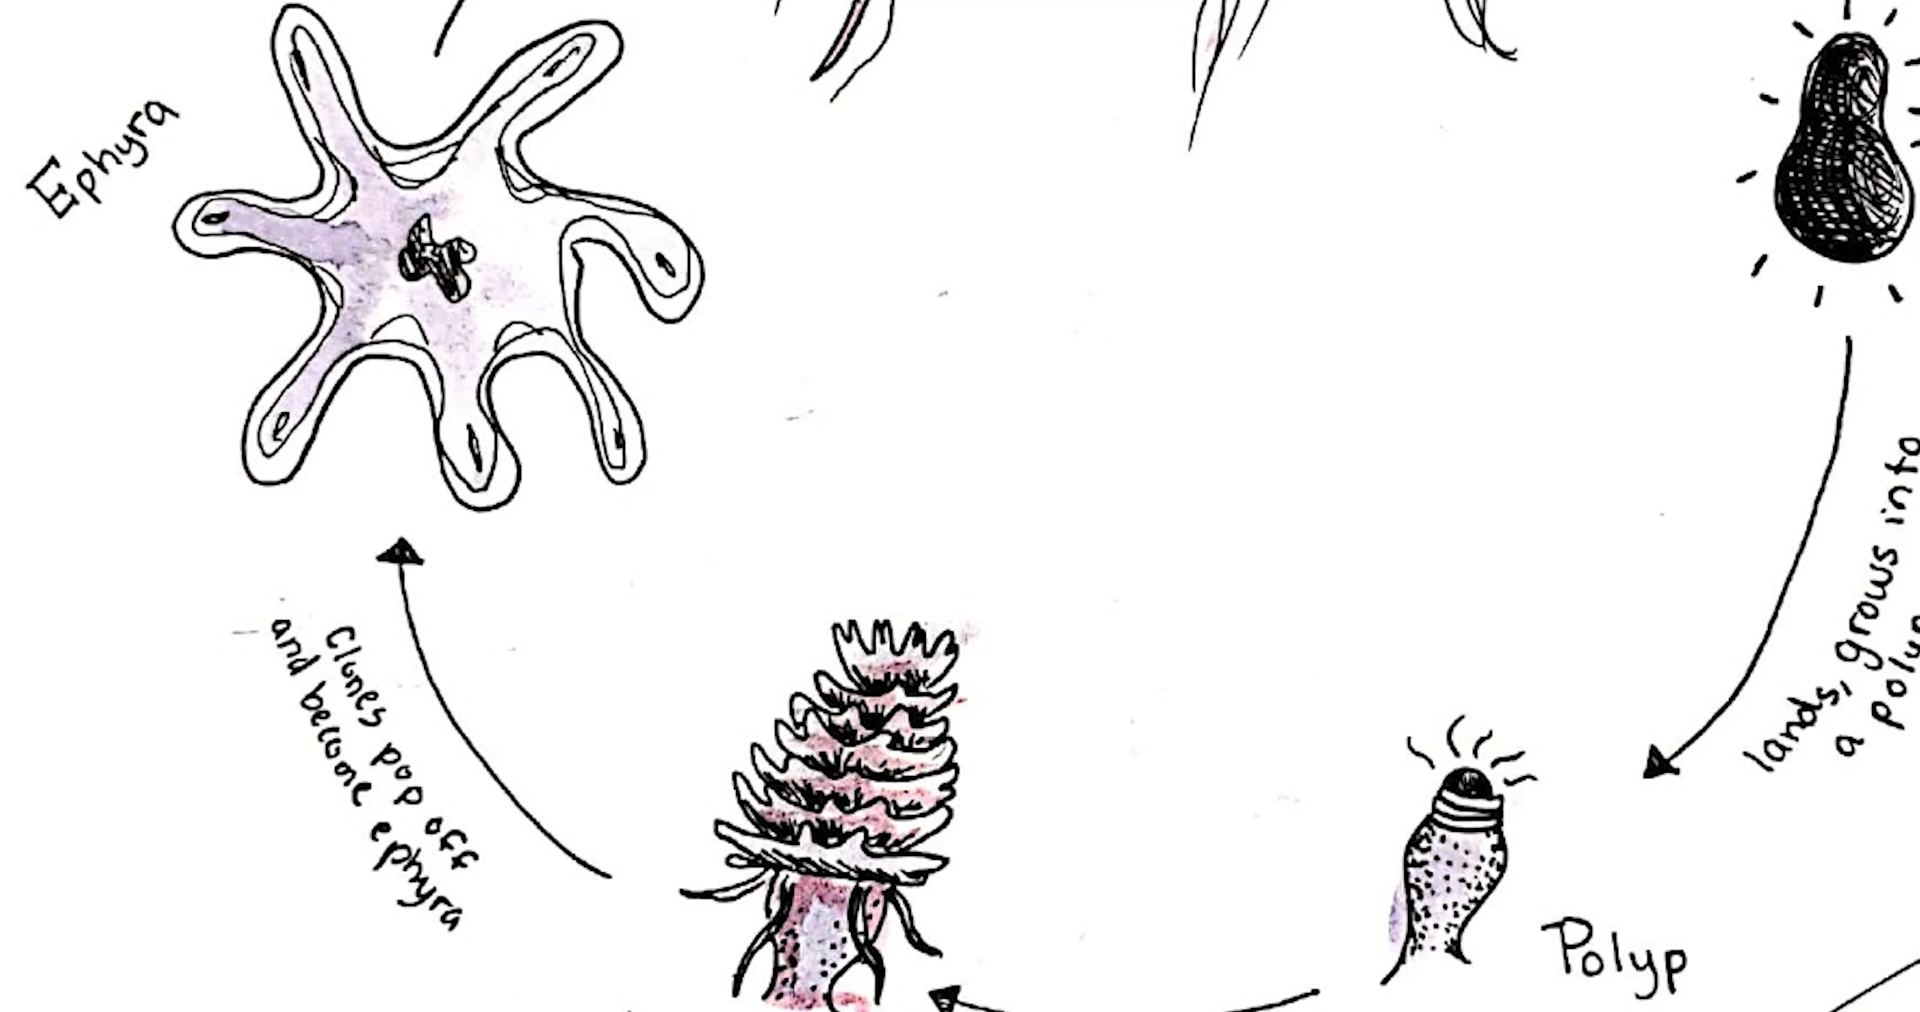 Ephyra
lands, grows into
a polyp
Clones pop off
and become ephyra
Polyp